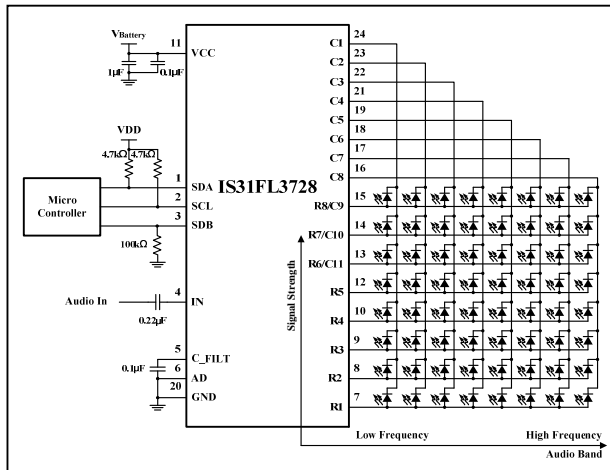 VBattery
11
VCC
1μF
0.1μF
VDD
4.7kΩ
4.7kΩ
Micro
Controller
1
SDA
2
SCL
3
SDB
100kΩ
Audio In
4
IN
0.22μF
5
C_FILT
0.1μF
6
AD
20
GND
IS31FL3728
24
C1
23
C2
22
C3
21
C4
19
C5
18
C6
17
C7
16
C8
15
R8/C9
14
R7/C10
13
R6/C11
12
R5
10
R4
9
R3
8
R2
7
R1
Signal Strength
Low Frequency
High Frequency
Audio Band